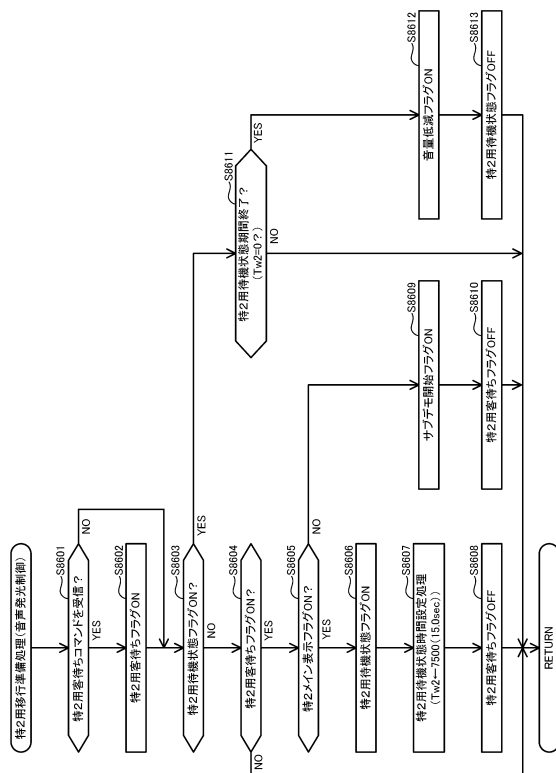 特2用移行準備処理(音声発光制御)
S8601
特2用客待ちコマンドを受信?
NO
YES
S8602
特2用客待ちフラグON
S8603
特2用待機状態フラグON?
YES
NO
S8604
特2用客待ちフラグON?
NO
YES
S8605
特2メイン表示フラグON?
NO
YES
S8606
特2用待機状態フラグON
S8607
特2用待機状態時間設定処理
(Tw2←7500(15.0sec))
S8608
特2用客待ちフラグOFF
S8609
サブデモ開始フラグON
S8610
特2用客待ちフラグOFF
S8611
特2用待機状態期間終了?
(Tw2=0?)
YES
NO
S8612
音量低減フラグON
S8613
特2用待機状態フラグOFF
RETURN